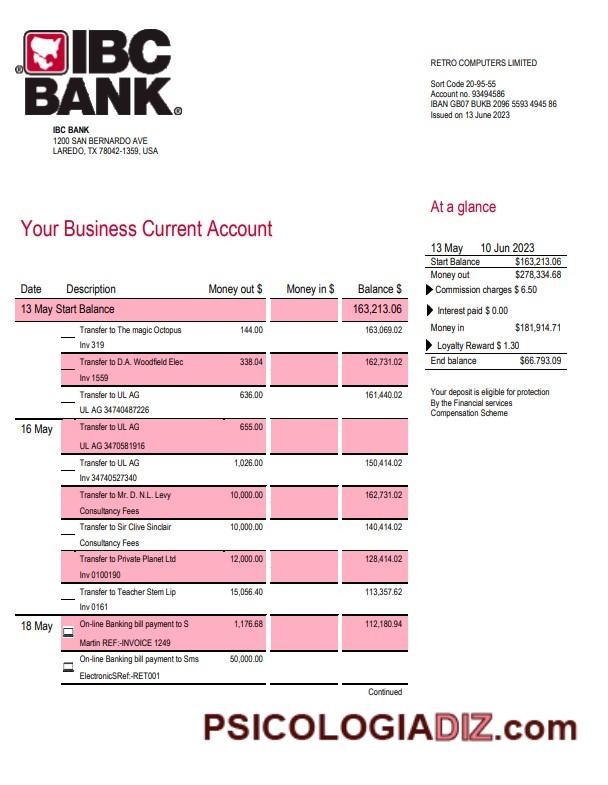 IBC
BANK
®
®
IBC BANK
1200 SAN BERNARDO AVE
LAREDO, TX 78042-1359, USA
RETRO COMPUTERS LIMITED
Sort Code 20-95-55
Account no. 93494586
IBAN GB07 BUKB 2096 5593 4945 86
Issued on 13 June 2023
Your Business Current Account
At a glance
13 May 10 Jun 2023
Start Balance $163,213.06
Money out $278,334.68
Commission charges $ 6.50
Interest paid $ 0.00
Money in $181,914.71
Loyalty Reward $ 1.30
End balance $66.793.09
Your deposit is eligible for protection
By the Financial services
Compensation Scheme
Date Description Money out $ Money in $ Balance $
13 May Start Balance 163,213.06
Transfer to The magic Octopus 144.00 163,069.02
Inv 319
Transfer to D.A. Woodfield Elec 338.04 162,731.02
Inv 1559
Transfer to UL AG 636.00 161,440.02
UL AG 34740487226
16 May Transfer to UL AG 655.00
UL AG 3470581916
Transfer to UL AG 1,026.00 150,414.02
Inv 34740527340
Transfer to Mr. D. N.L. Levy 10,000.00 162,731.02
Consultancy Fees
Transfer to Sir Clive Sinclair 10,000.00 140,414.02
Consultancy Fees
Transfer to Private Planet Ltd 12,000.00 128,414.02
Inv 0100190
Transfer to Teacher Stem Lip 15,056.40 113,357.62
Inv 0161
18 May On-line Banking bill payment to S 1,176.68 112,180.94
Martin REF:-INVOICE 1249
On-line Banking bill payment to Sms 50,000.00
ElectronicSRef:-RET001
Continued
PSICOLOGIADIZ.com